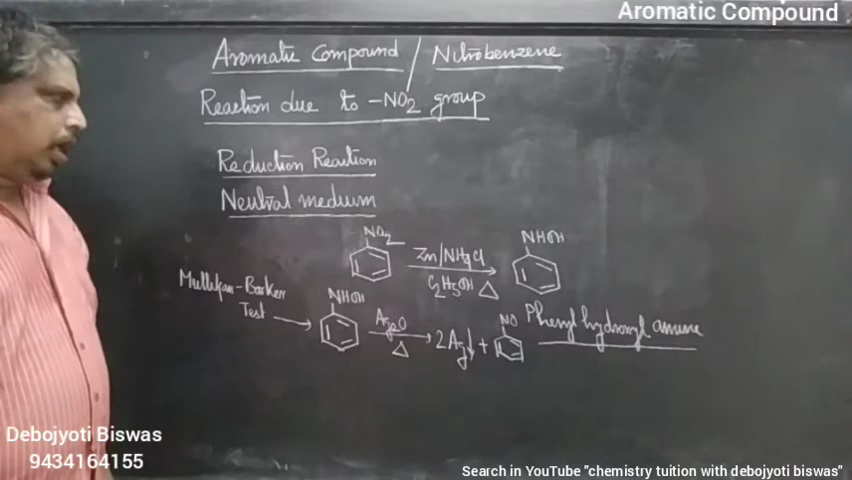 Aromatic Compound
Aromatic Compound / Nitrobenzene
Reaction due to -NO2 group
Reduction Reaction
Neutral medium
NO2 Zn/NH4Cl NHOH
C2H5OH △
Mulliken-Barker
Test
NHOH Ag2O 2Ag↓ + NO
△
Phenyl hydroxyl amine
Debojyoti Biswas
9434164155
Search in YouTube "chemistry tuition with debojyoti biswas"